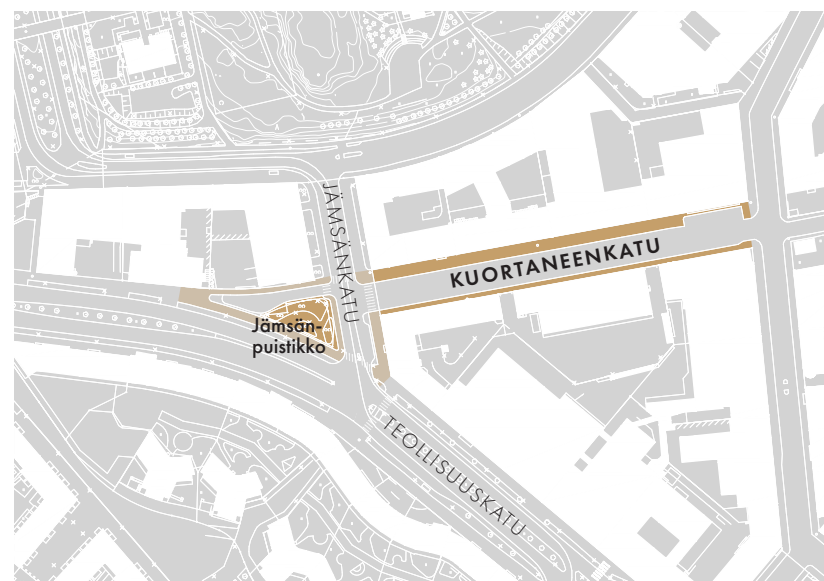 JÄMSÄNKATU
KUORTANEENKATU
Jämsän-
puistikko
TEOLLISUUSKATU